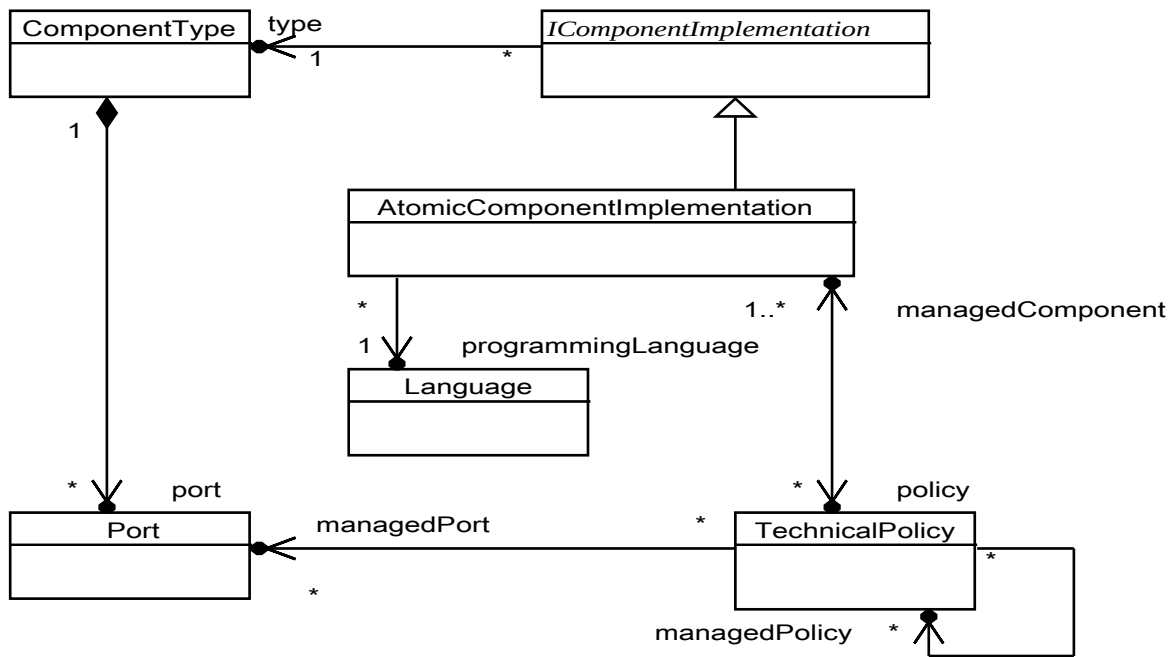 ComponentType
type
IComponentImplementation
1
*
1
AtomicComponentImplementation
*
1..*
managedComponent
1
programmingLanguage
Language
*
port
*
policy
Port
managedPort
*
TechnicalPolicy
*
*
managedPolicy
*